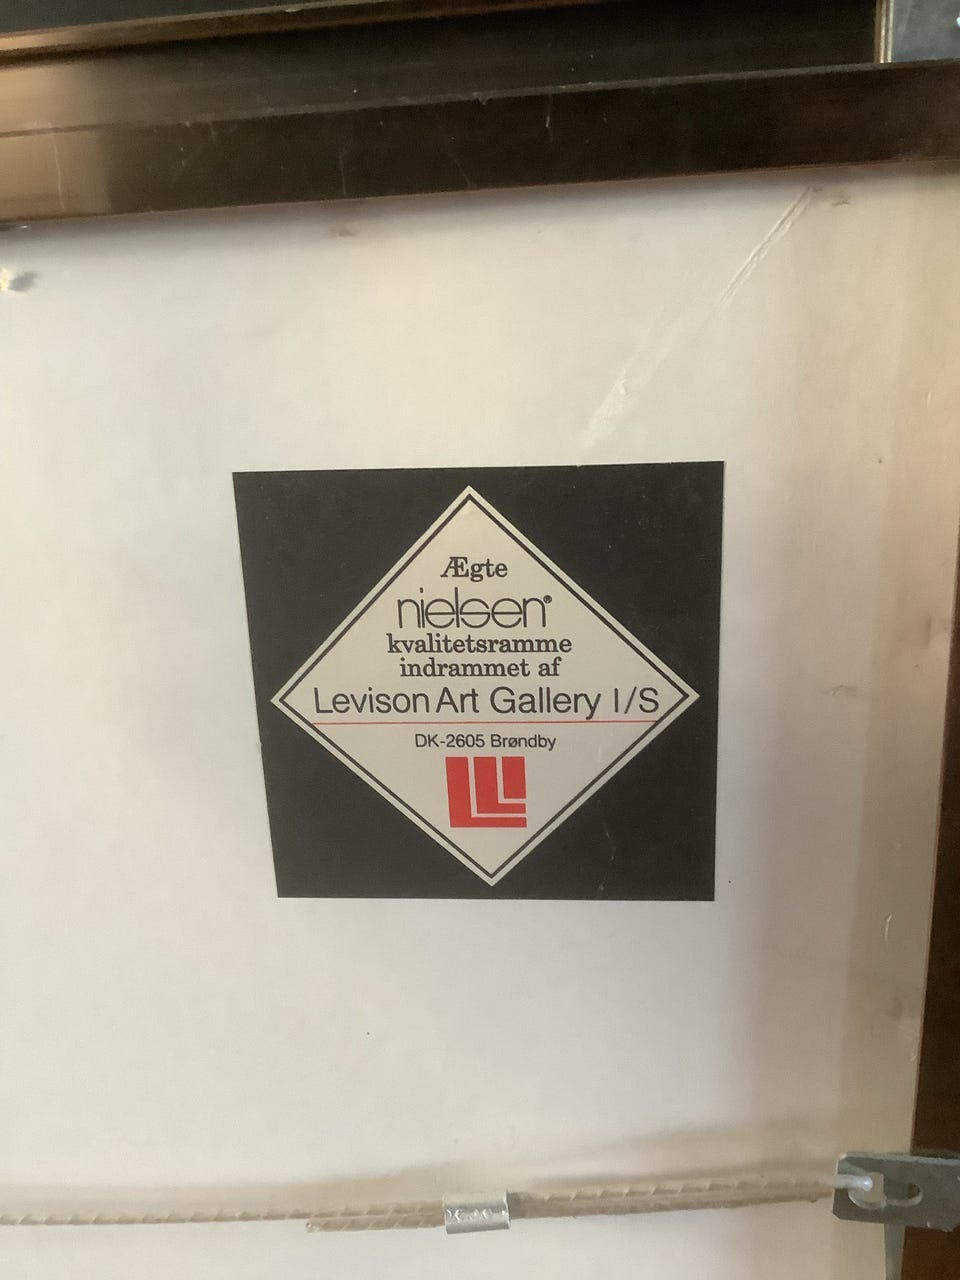 Ægte
nielsen®
kvalitetsramme
indrammet af
Levison Art Gallery I/S
DK-2605 Brøndby